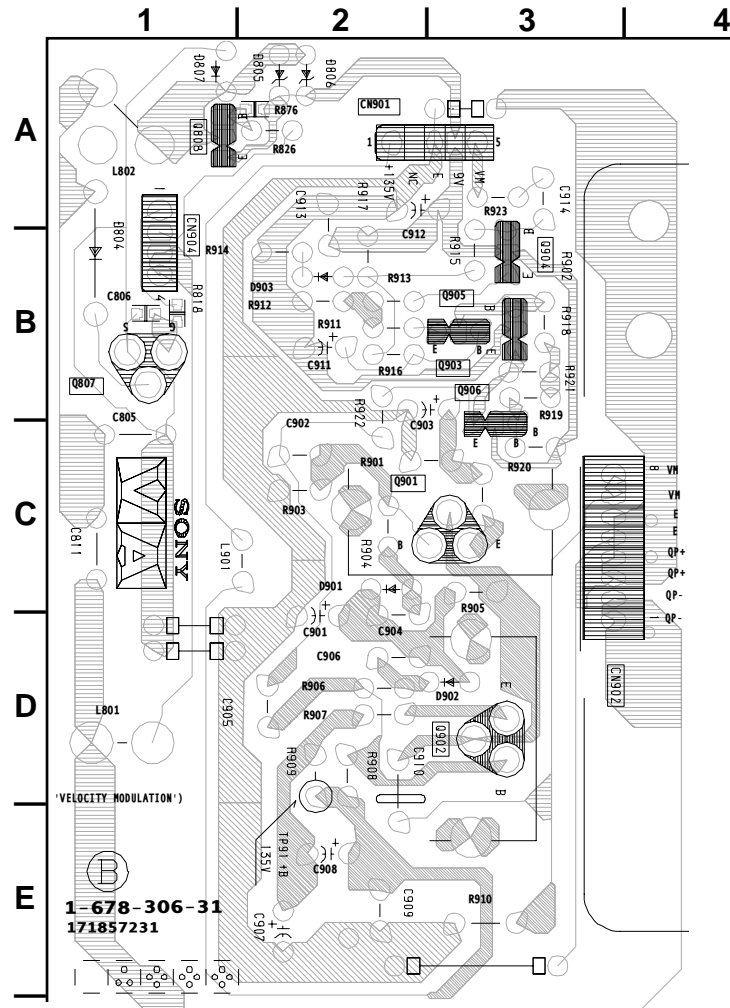 1 2 3 4
A
B
C
D
E
D807
D805
D806
R876
CN901
Q808
B
E
R826
1
5
L802
+135V
NC
E
9V
VM
C913
R917
C912
R923
C914
D804
1
CN904
R914
R915
B
E
Q904
R902
D903
R913
C806
4
R818
R912
Q905
B
R911
E
B
E
R918
S
G
C911
R916
Q903
R921
Q807
Q906
C805
R922
C903
R919
C902
E
B
B
R901
R920
Q901
R903
8
VM
VM
E
E
QP+
QP+
QP-
QP-
1
SONY
C811
L901
R904
B
E
D901
R905
C901
C904
C906
R906
D902
E
CN902
L801
C905
R907
Q902
R909
R908
C910
B
'VELOCITY MODULATION')
TP91 +B
135V
C908
B
1-678-306-31
171857231
C907
C909
R910